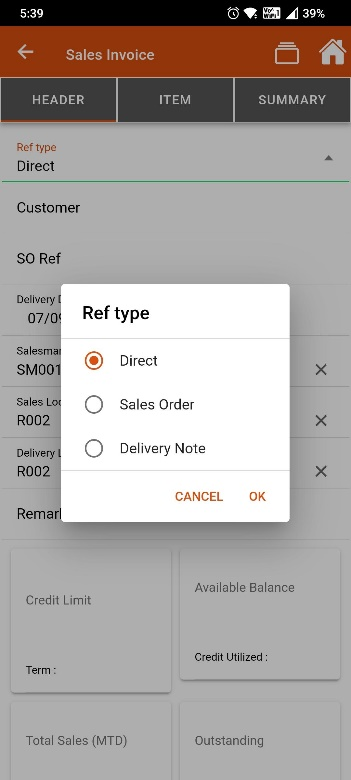 5:39
39%
Sales Invoice
HEADER
ITEM
SUMMARY
Ref type
Direct
Customer
SO Ref
Delivery D
07/09
Salesman
SM001
Sales Loc
R002
Delivery L
R002
Remark
Ref type
Direct
Sales Order
Delivery Note
CANCEL
OK
Credit Limit
Term :
Available Balance
Credit Utilized :
Total Sales (MTD)
Outstanding